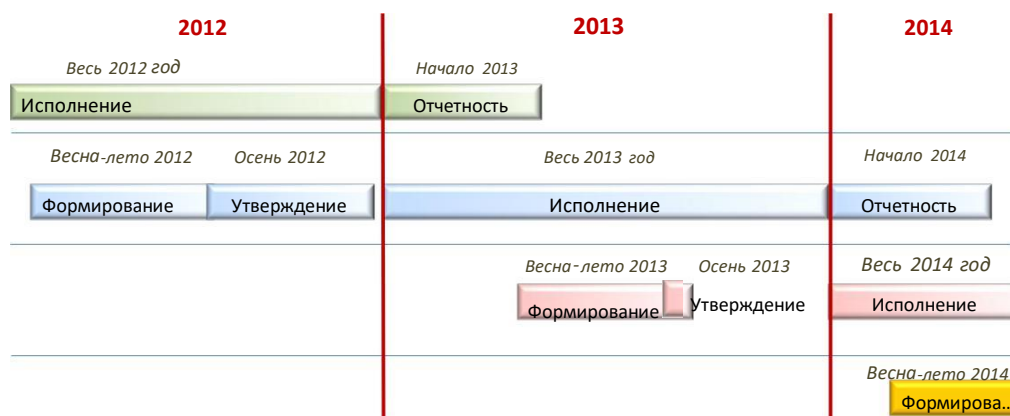 2012 2013 2014
Весь 2012 год Начало 2013
Исполнение Отчетность
Весна-лето 2012 Осень 2012 Весь 2013 год Начало 2014
Формирование Утверждение Исполнение Отчетность
Весна-лето 2013 Осень 2013 Весь 2014 год
Формирование Утверждение Исполнение
Весна-лето 2014
Формирова...